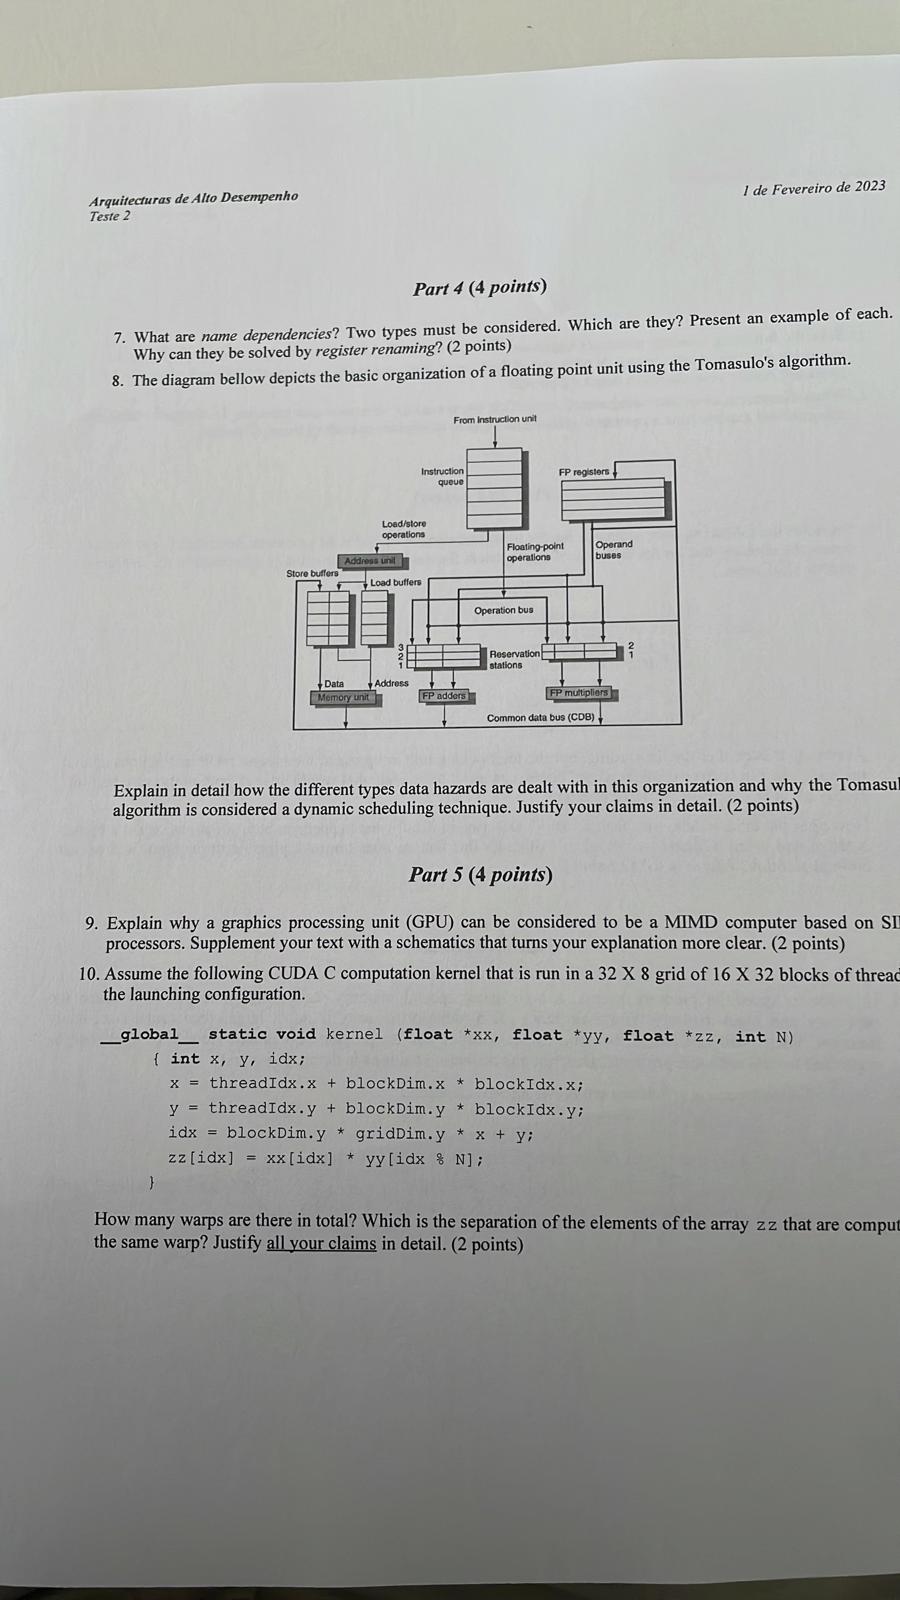 Arquitecturas de Alto Desempenho
1 de Fevereiro de 2023
Teste 2
Part 4 (4 points)
7. What are name dependencies? Two types must be considered. Which are they? Present an example of each.
Why can they be solved by register renaming? (2 points)
8. The diagram bellow depicts the basic organization of a floating point unit using the Tomasulo's algorithm.
From instruction unit
Instruction
queue
FP registers
Load/store
operations
Address unit
Floating-point
operations
Operand
buses
Store buffers
Load buffers
Operation bus
3
2
1
Reservation
stations
2
1
Data
Address
Memory unit
FP adders
FP multipliers
Common data bus (CDB)
Explain in detail how the different types data hazards are dealt with in this organization and why the Tomasul
algorithm is considered a dynamic scheduling technique. Justify your claims in detail. (2 points)
Part 5 (4 points)
9. Explain why a graphics processing unit (GPU) can be considered to be a MIMD computer based on
processors. Supplement your text with a schematics that turns your explanation more clear. (2 points)
10. Assume the following CUDA C computation kernel that is run in a 32 X 8 grid of 16 X 32 blocks of threa
the launching configuration.
__global__ static void kernel (float *xx, float *yy, float *zz, int N)
{ int x, y, idx;
x = threadIdx.x + blockDim.x * blockIdx.x;
y = threadIdx.y + blockDim.y * blockIdx.y;
idx = blockDim.y * gridDim.y * x + y;
zz[idx] = xx[idx] * yy[idx % N];
}
How many warps are there in total? Which is the separation of the elements of the array zz that are comput
the same warp? Justify all your claims in detail. (2 points)